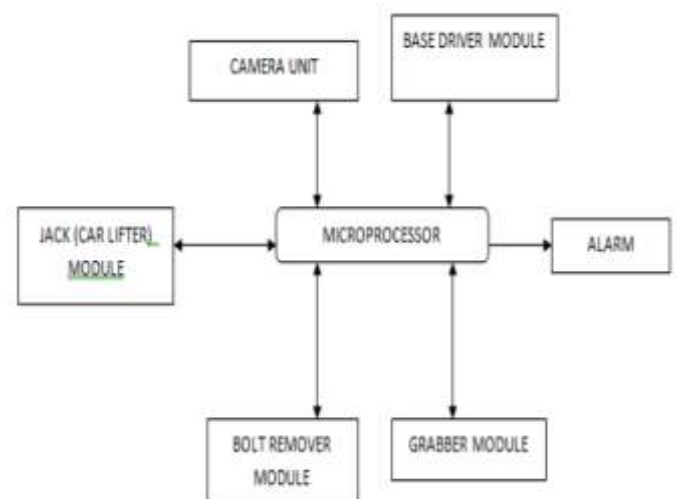 BASE DRIVER MODULE
CAMERA UNIT
JACK (CAR LIFTER)
MODULE
MICROPROCESSOR
ALARM
BOLT REMOVER
MODULE
GRABBER MODULE